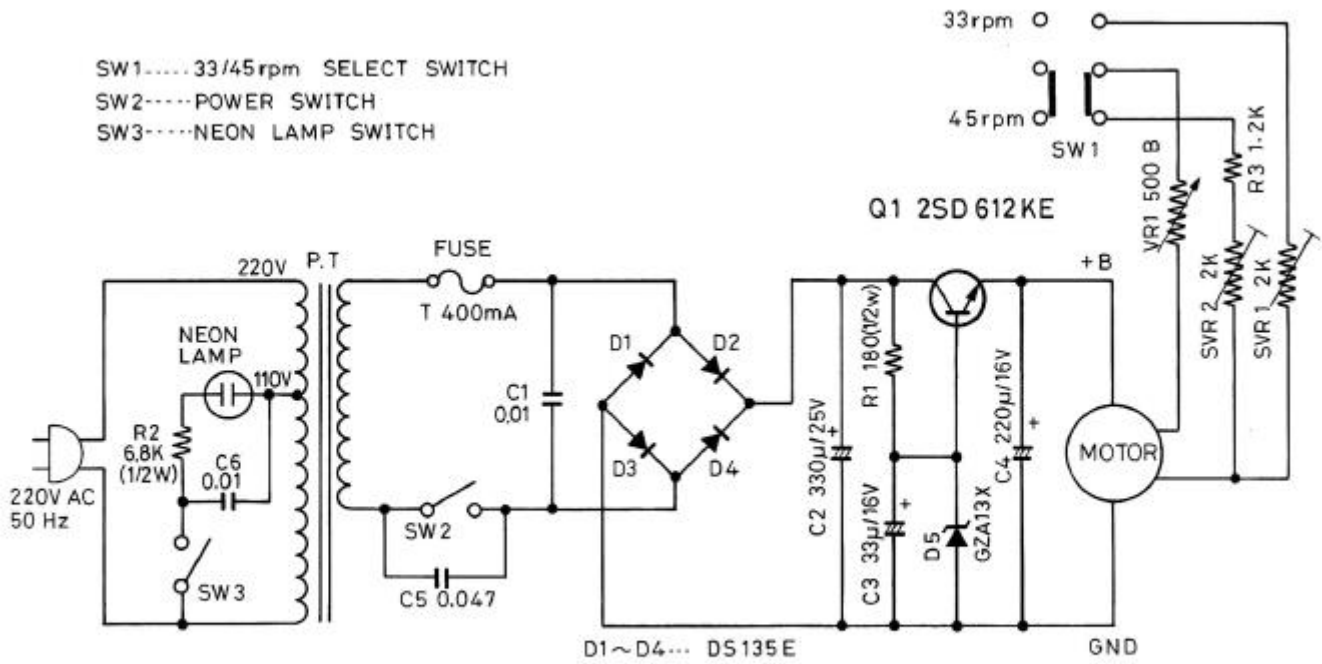 33rpm
SW1..... 33/45rpm SELECT SWITCH
SW2-----POWER SWITCH
SW3-----NEON LAMP SWITCH
45rpm
SW1
R3 1.2K
VR1 500 B
Q1 2SD 612KE
SVR 2 2K
SVR 1 2K
220V
P.T
FUSE
T 400mA
+B
NEON
LAMP
110V
D1
D2
R1 180(1/2w)
C1
0.01
R2
6.8K
(1/2W)
C6
0.01
D3
D4
C2 330µ/25V
+
C3 33µ/16V
+
D5
GZA13X
C4 220µ/16V
+
MOTOR
220V AC
50 Hz
SW2
SW3
C5 0.047
D1~D4... DS135E
GND